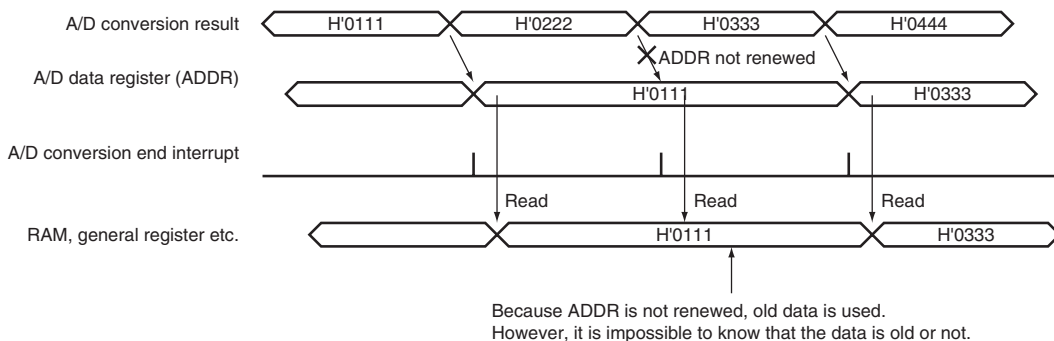 A/D conversion result
H'0111
H'0222
H'0333
H'0444
ADDR not renewed
A/D data register (ADDR)
H'0111
H'0333
A/D conversion end interrupt
Read
Read
Read
RAM, general register etc.
H'0111
H'0333
Because ADDR is not renewed, old data is used.
However, it is impossible to know that the data is old or not.